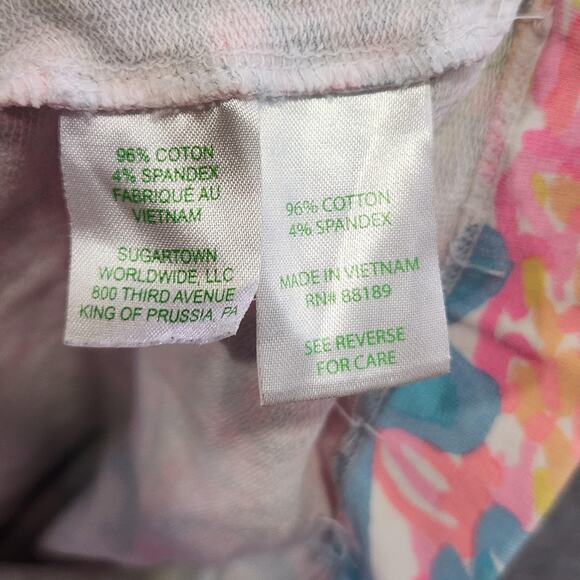 96% COTON
4% SPANDEX
FABRIQUÉ AU
VIETNAM
SUGARTOWN
WORLDWIDE, LLC
800 THIRD AVENUE
KING OF PRUSSIA, PA
96% COTTON
4% SPANDEX
MADE IN VIETNAM
RN# 88189
SEE REVERSE
FOR CARE